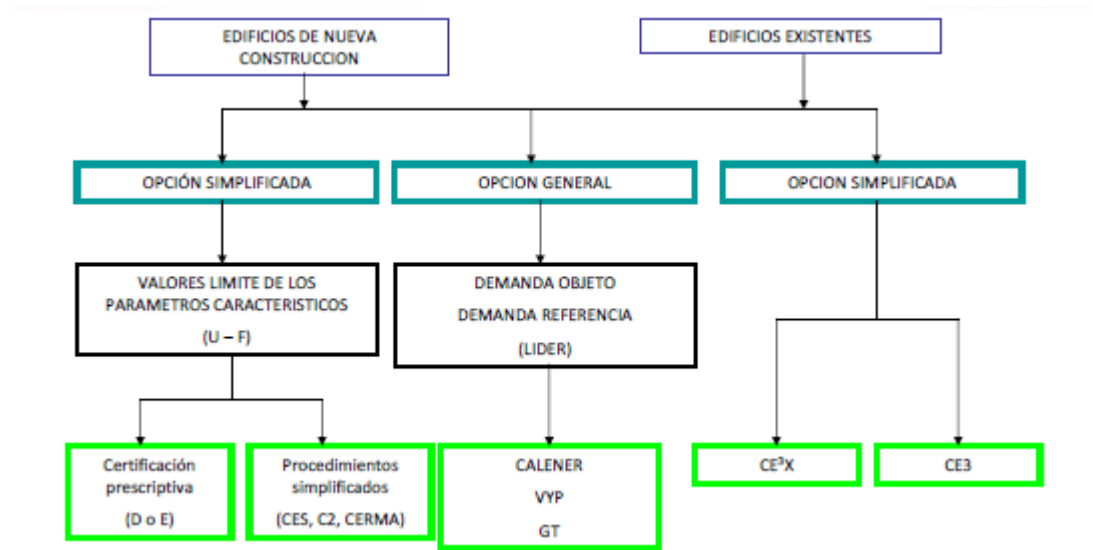 EDIFICIOS DE NUEVA
CONSTRUCCION
EDIFICIOS EXISTENTES
OPCIÓN SIMPLIFICADA
OPCION GENERAL
OPCION SIMPLIFICADA
VALORES LIMITE DE LOS
PARAMETROS CARACTERISTICOS
(U – F)
DEMANDA OBJETO
DEMANDA REFERENCIA
(LIDER)
Certificación
prescriptiva
(D o E)
Procedimientos
simplificados
(CES, C2, CERMA)
CALENER
VYP
GT
CE³X
CE3